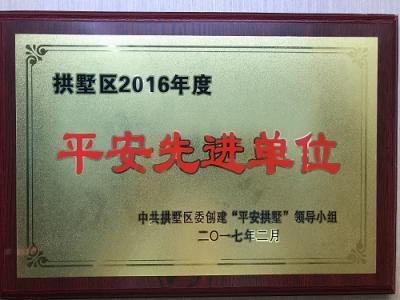 拱墅区2016年度
平安先进单位
中共拱墅区委创建“平安拱墅”领导小组
二〇一七年二月